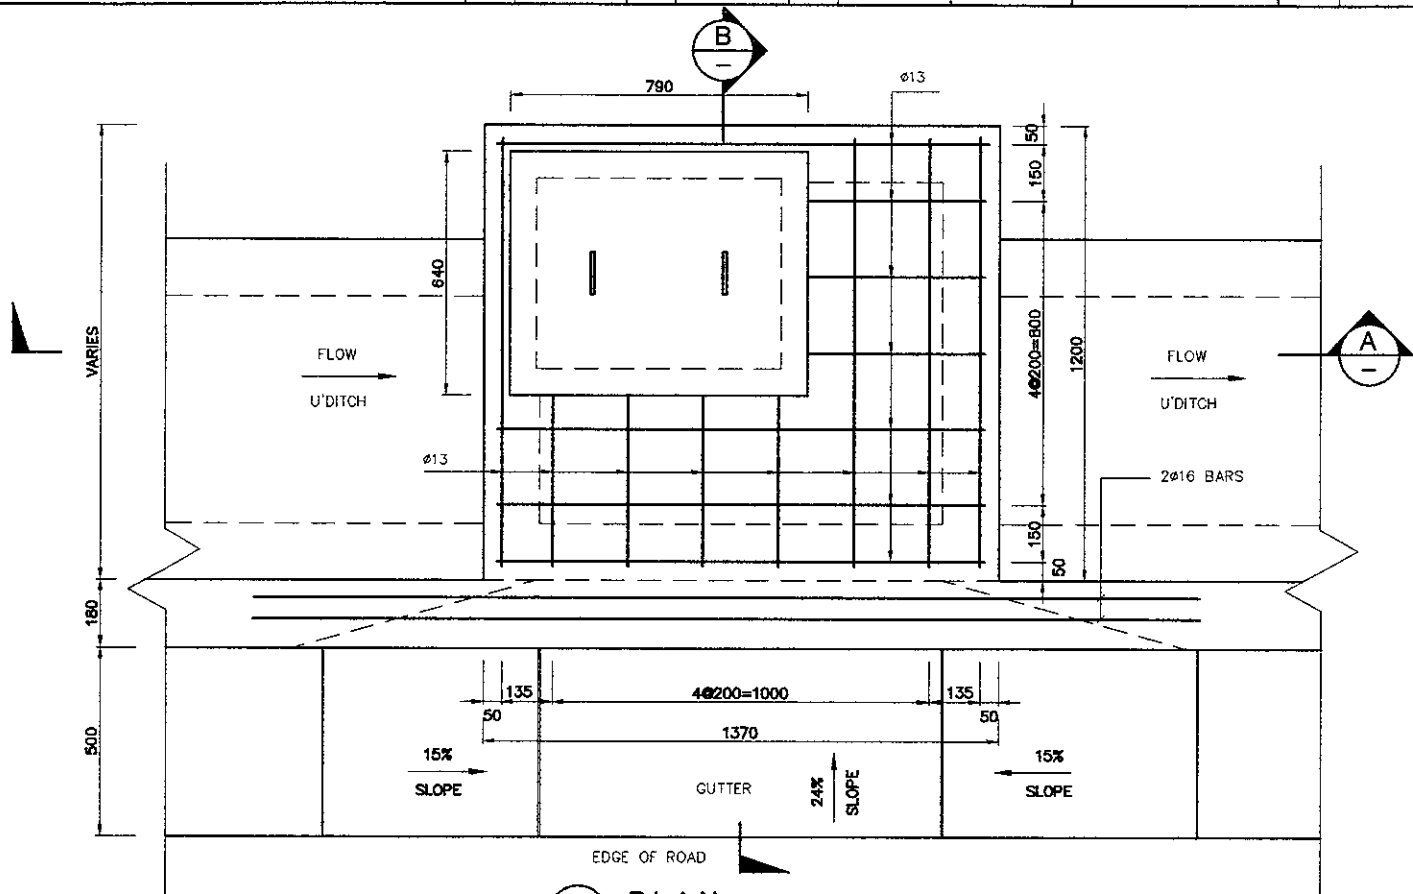 B
–
790
ø13
50
150
640
VARIES
4@200=800
1200
FLOW
U'DITCH
FLOW
U'DITCH
A
–
ø13
2ø16 BARS
150
50
180
135
4@200=1000
135
50
50
1370
500
15%
SLOPE
GUTTER
24%
SLOPE
15%
SLOPE
EDGE OF ROAD